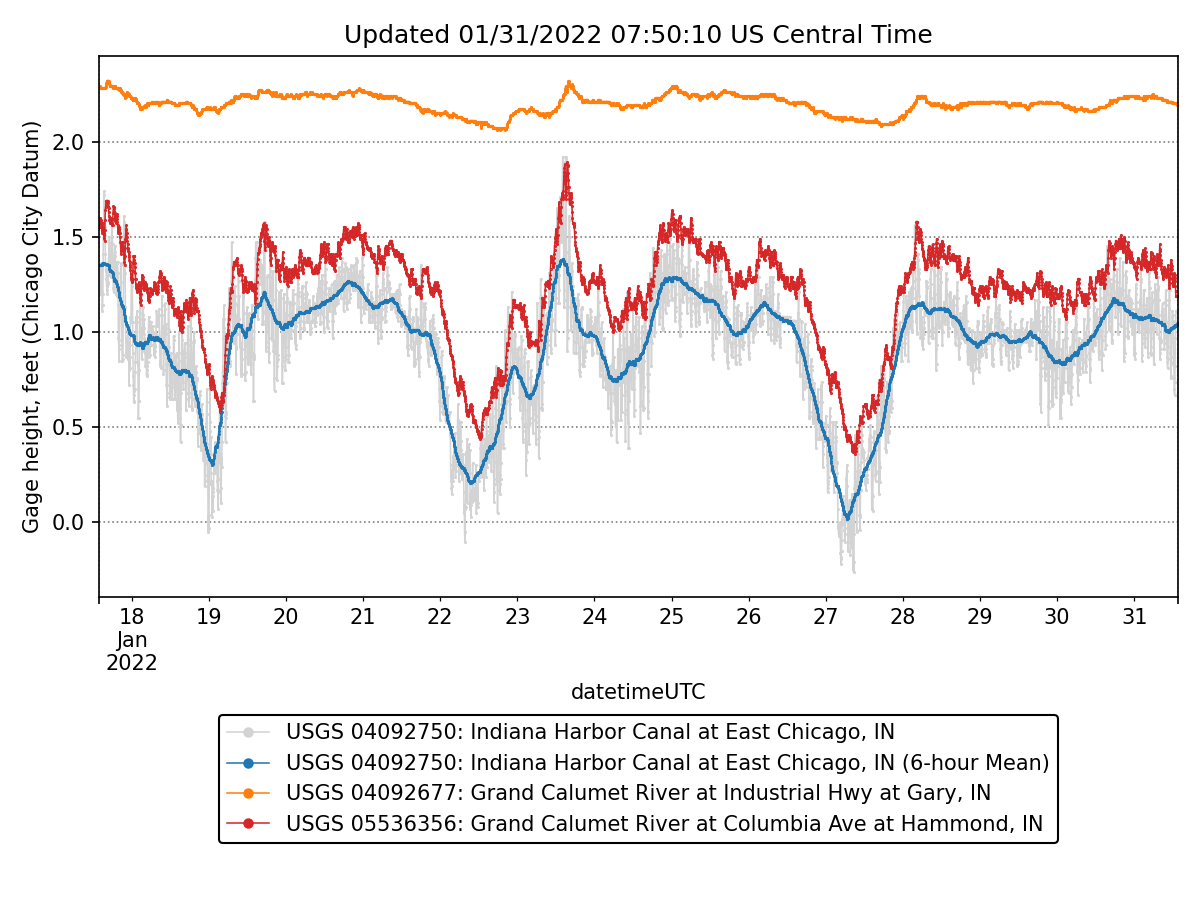 Updated 01/31/2022 07:50:10 US Central Time
Gage height, feet (Chicago City Datum)
2.0
1.5
1.0
0.5
0.0
18 19 20 21 22 23 24 25 26 27 28 29 30 31
Jan
2022
datetimeUTC
USGS 04092750: Indiana Harbor Canal at East Chicago, IN
USGS 04092750: Indiana Harbor Canal at East Chicago, IN (6-hour Mean)
USGS 04092677: Grand Calumet River at Industrial Hwy at Gary, IN
USGS 05536356: Grand Calumet River at Columbia Ave at Hammond, IN